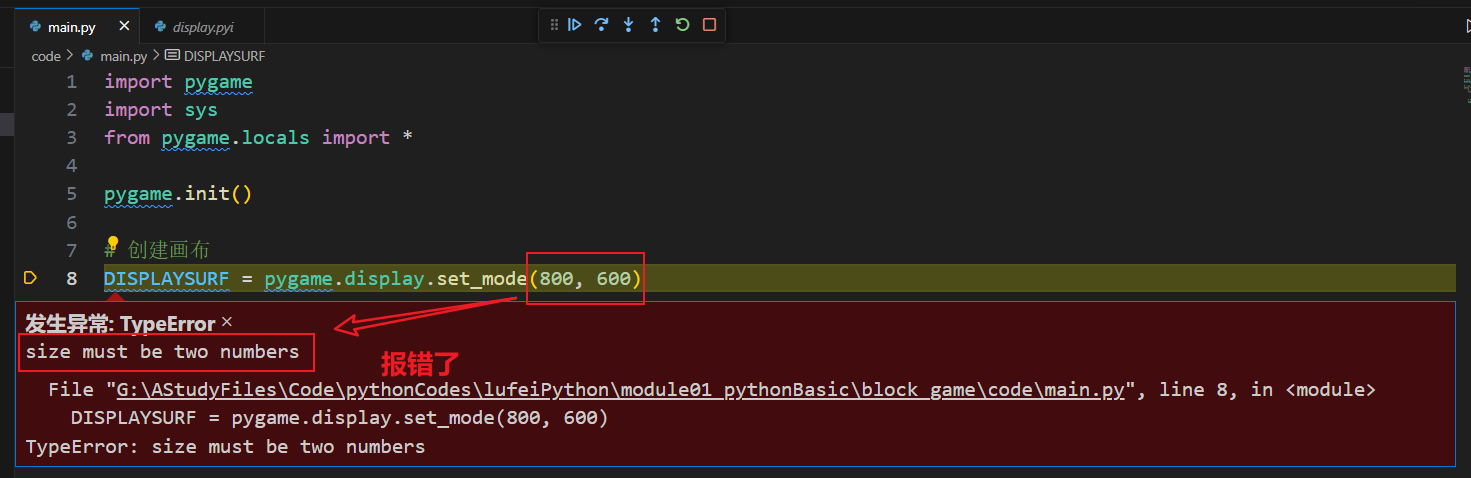 main.py ×
display.pyi
code > main.py > DISPLAYSURF
1 import pygame
2 import sys
3 from pygame.locals import *
4
5 pygame.init()
6
7 # 创建画布
8 DISPLAYSURF = pygame.display.set_mode(800, 600)
发生异常: TypeError ×
size must be two numbers
报错了
File "G:\AStudyFiles\Code\pythonCodes\lufeiPython\module01_pythonBasic\block_game\code\main.py", line 8, in <module>
DISPLAYSURF = pygame.display.set_mode(800, 600)
TypeError: size must be two numbers